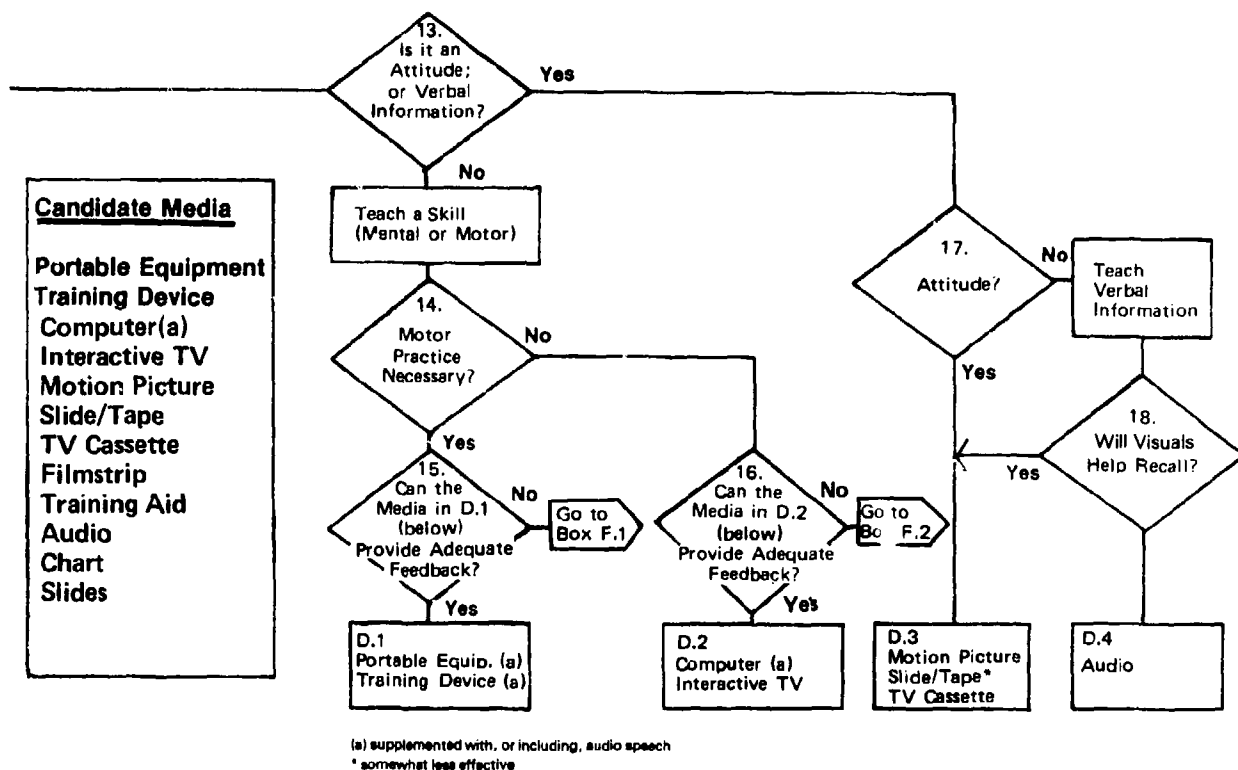 13.
Is it an
Attitude;
or Verbal
Information?
Yes
No
Candidate Media
Portable Equipment
Training Device
Computer(a)
Interactive TV
Motion Picture
Slide/Tape
TV Cassette
Filmstrip
Training Aid
Audio
Chart
Slides
Teach a Skill
(Mental or Motor)
14.
Motor
Practice
Necessary?
No
Yes
15.
Can the
Media in D.1
(below)
Provide Adequate
Feedback?
No
Go to
Box F.1
Yes
D.1
Portable Equip. (a)
Training Device (a)
16.
Can the
Media in D.2
(below)
Provide Adequate
Feedback?
No
Go to
Bo F.2
Yes
D.2
Computer (a)
Interactive TV
17.
Attitude?
No
Yes
Teach
Verbal
Information
18.
Will Visuals
Help Recall?
Yes
D.3
Motion Picture
Slide/Tape*
TV Cassette
D.4
Audio
(a) supplemented with, or including, audio speech
* somewhat less effective